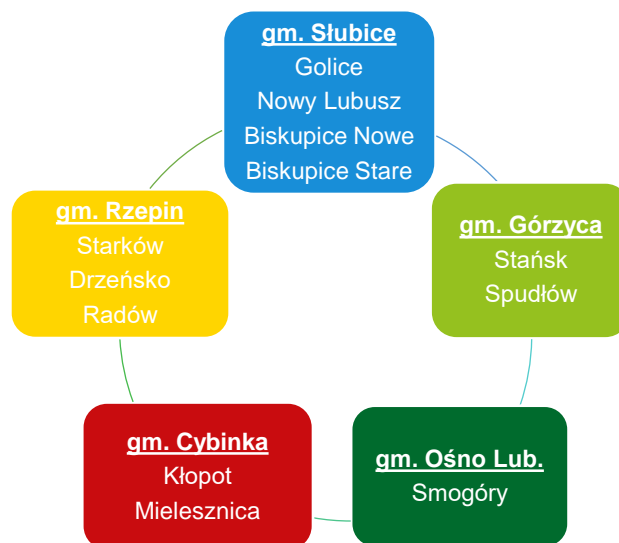 gm. Słubice
Golice
Nowy Lubusz
Biskupice Nowe
Biskupice Stare
gm. Rzepin
Starków
Drzeńsko
Radów
gm. Górzyca
Stańsk
Spudłów
gm. Cybinka
Kłopot
Mielesznica
gm. Ośno Lub.
Smogóry